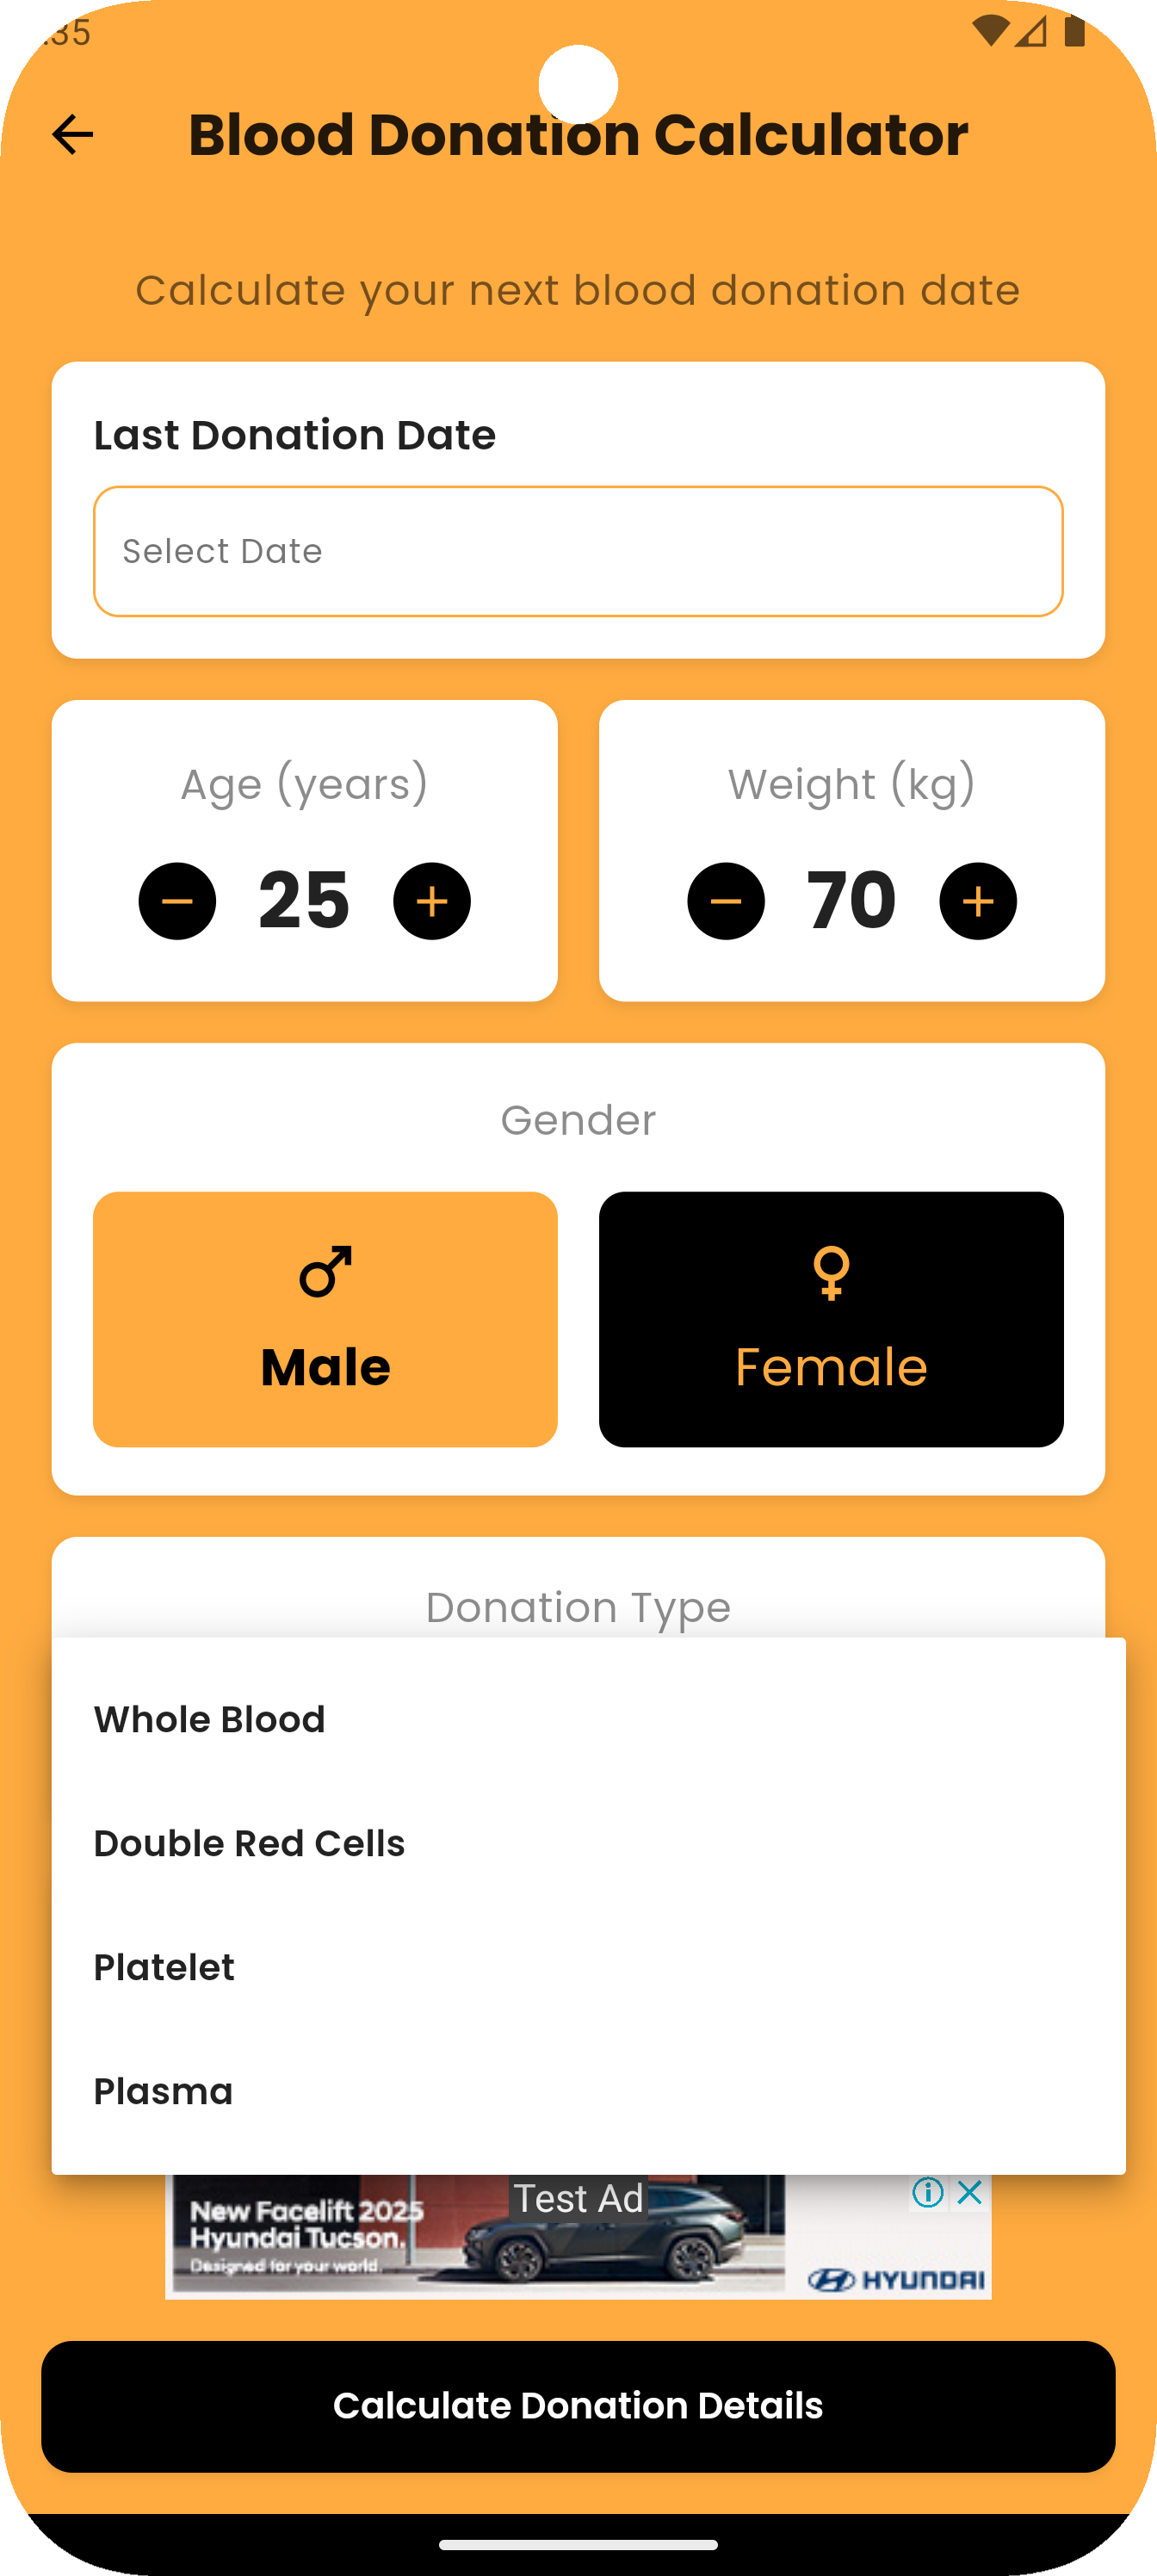 :35
Blood Donation Calculator
Calculate your next blood donation date
Last Donation Date
Select Date
Age (years)
Weight (kg)
25
70
Gender
Male
Female
Donation Type
Whole Blood
Double Red Cells
Platelet
Plasma
Test Ad
New Facelift 2025
Hyundai Tucson.
Designed for your world.
HYUNDAI
Calculate Donation Details